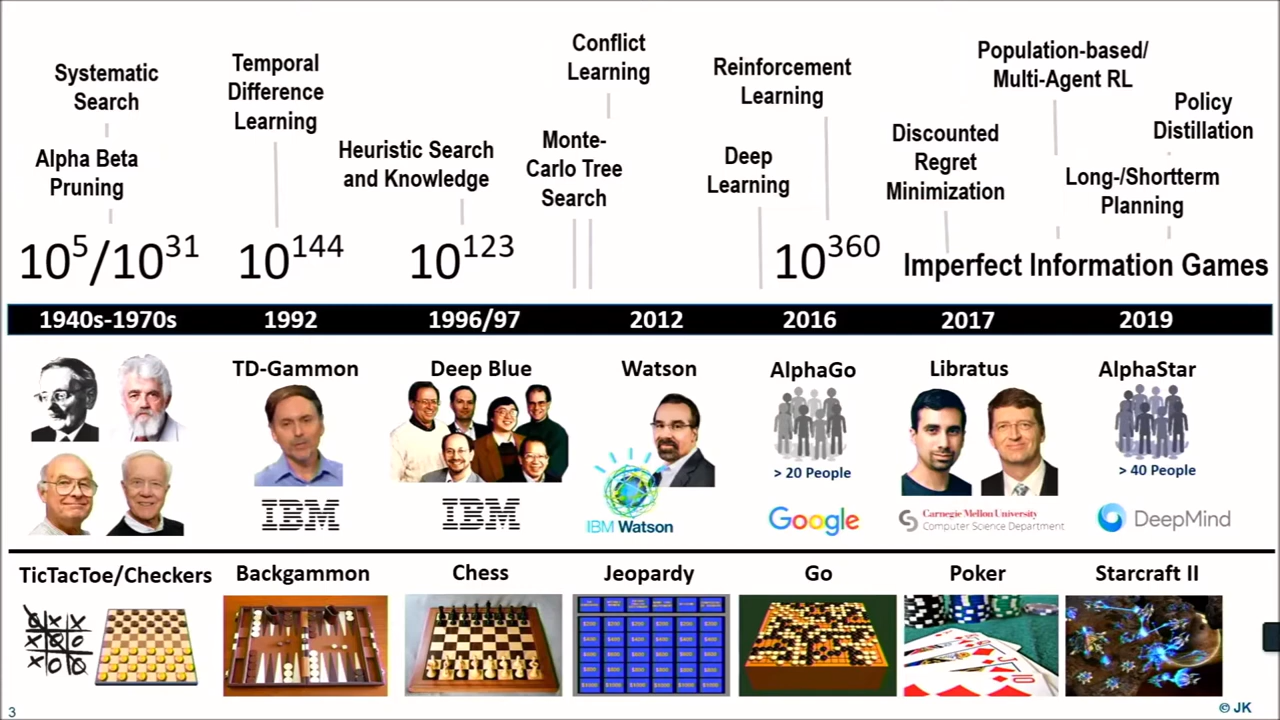 Systematic
Search
Alpha Beta
Pruning
10^5/10^31
Temporal
Difference
Learning
10^144
Heuristic Search
and Knowledge
10^123
Conflict
Learning
Monte-
Carlo Tree
Search
Reinforcement
Learning
Deep
Learning
10^360
Population-based/
Multi-Agent RL
Policy
Distillation
Discounted
Regret
Minimization
Long-/Shortterm
Planning
Imperfect Information Games
1940s-1970s 1992 1996/97 2012 2016 2017 2019
TD-Gammon
IBM
Deep Blue
IBM
Watson
IBM Watson
AlphaGo
> 20 People
Google
Libratus
Carnegie Mellon University
Computer Science Department
AlphaStar
> 40 People
DeepMind
TicTacToe/Checkers Backgammon Chess Jeopardy Go Poker Starcraft II
3
© JK